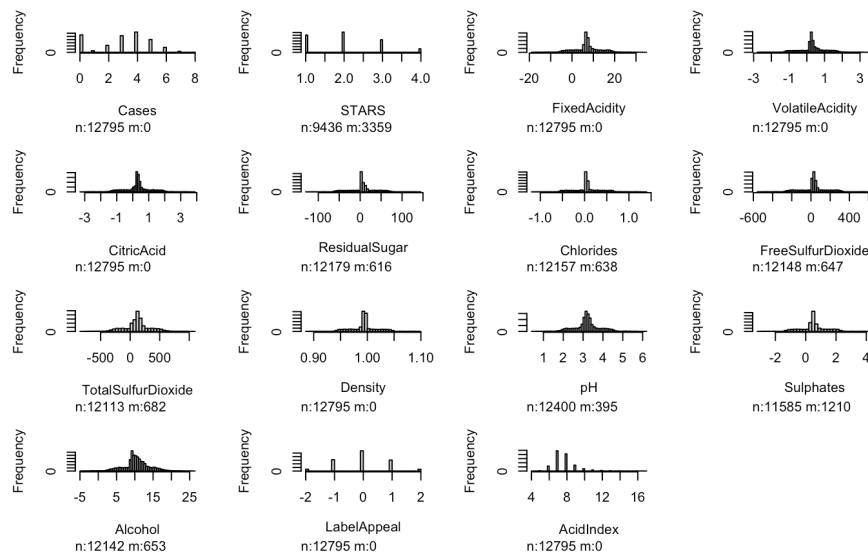 Frequency
0
0 2 4 6 8
Cases
n:12795 m:0
Frequency
0
1.0 2.0 3.0 4.0
STARS
n:9436 m:3359
Frequency
0
-20 0 20
FixedAcidity
n:12795 m:0
Frequency
0
-3 -1 1 3
VolatileAcidity
n:12795 m:0
Frequency
0
-3 -1 1 3
CitricAcid
n:12795 m:0
Frequency
0
-100 0 100
ResidualSugar
n:12179 m:616
Frequency
0
-1.0 0.0 1.0
Chlorides
n:12157 m:638
Frequency
0
-600 0 400
FreeSulfurDioxide
n:12148 m:647
Frequency
0
-500 0 500
TotalSulfurDioxide
n:12113 m:682
Frequency
0
0.90 1.00 1.10
Density
n:12795 m:0
Frequency
0
1 2 3 4 5 6
pH
n:12400 m:395
Frequency
0
-2 0 2 4
Sulphates
n:11585 m:1210
Frequency
0
-5 5 15 25
Alcohol
n:12142 m:653
Frequency
0
-2 -1 0 1 2
LabelAppeal
n:12795 m:0
Frequency
0
4 8 12 16
AcidIndex
n:12795 m:0